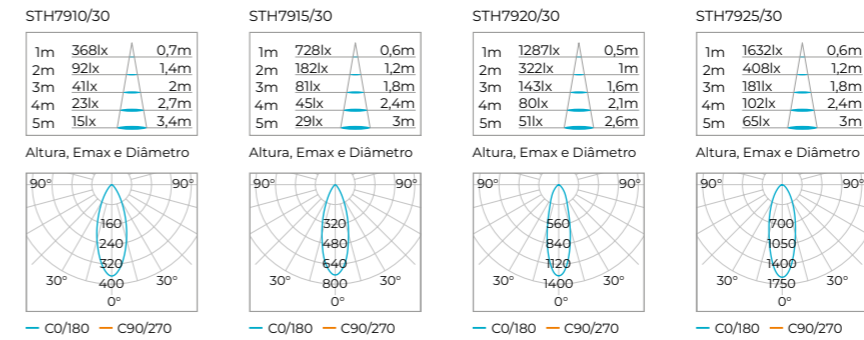 STH7910/30
1m 368lx 0,7m
2m 92lx 1,4m
3m 41lx 2m
4m 23lx 2,7m
5m 15lx 3,4m
Altura, Emax e Diâmetro
90° 90°
160
240
320
30° 400 30°
0°
C0/180 C90/270
STH7915/30
1m 728lx 0,6m
2m 182lx 1,2m
3m 81lx 1,8m
4m 45lx 2,4m
5m 29lx 3m
Altura, Emax e Diâmetro
90° 90°
320
480
640
30° 800 30°
0°
C0/180 C90/270
STH7920/30
1m 1287lx 0,5m
2m 322lx 1m
3m 143lx 1,6m
4m 80lx 2,1m
5m 51lx 2,6m
Altura, Emax e Diâmetro
90° 90°
560
840
1120
30° 1400 30°
0°
C0/180 C90/270
STH7925/30
1m 1632lx 0,6m
2m 408lx 1,2m
3m 181lx 1,8m
4m 102lx 2,4m
5m 65lx 3m
Altura, Emax e Diâmetro
90° 90°
700
1050
1400
30° 1750 30°
0°
C0/180 C90/270